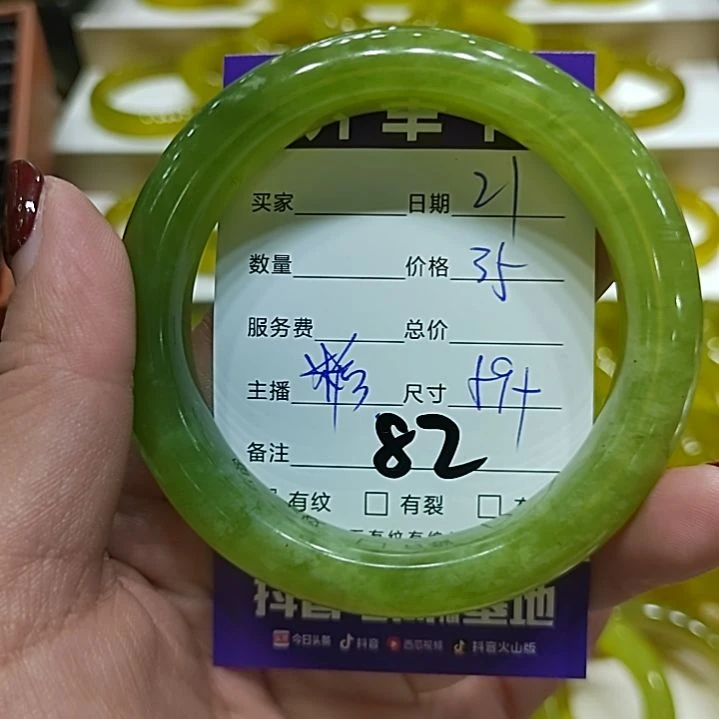 买家 日期 21
数量 价格 35
服务费 总价
主播 尺寸 59+
备注 82
有纹 有裂
今日头条 抖音 西瓜视频 抖音火山版